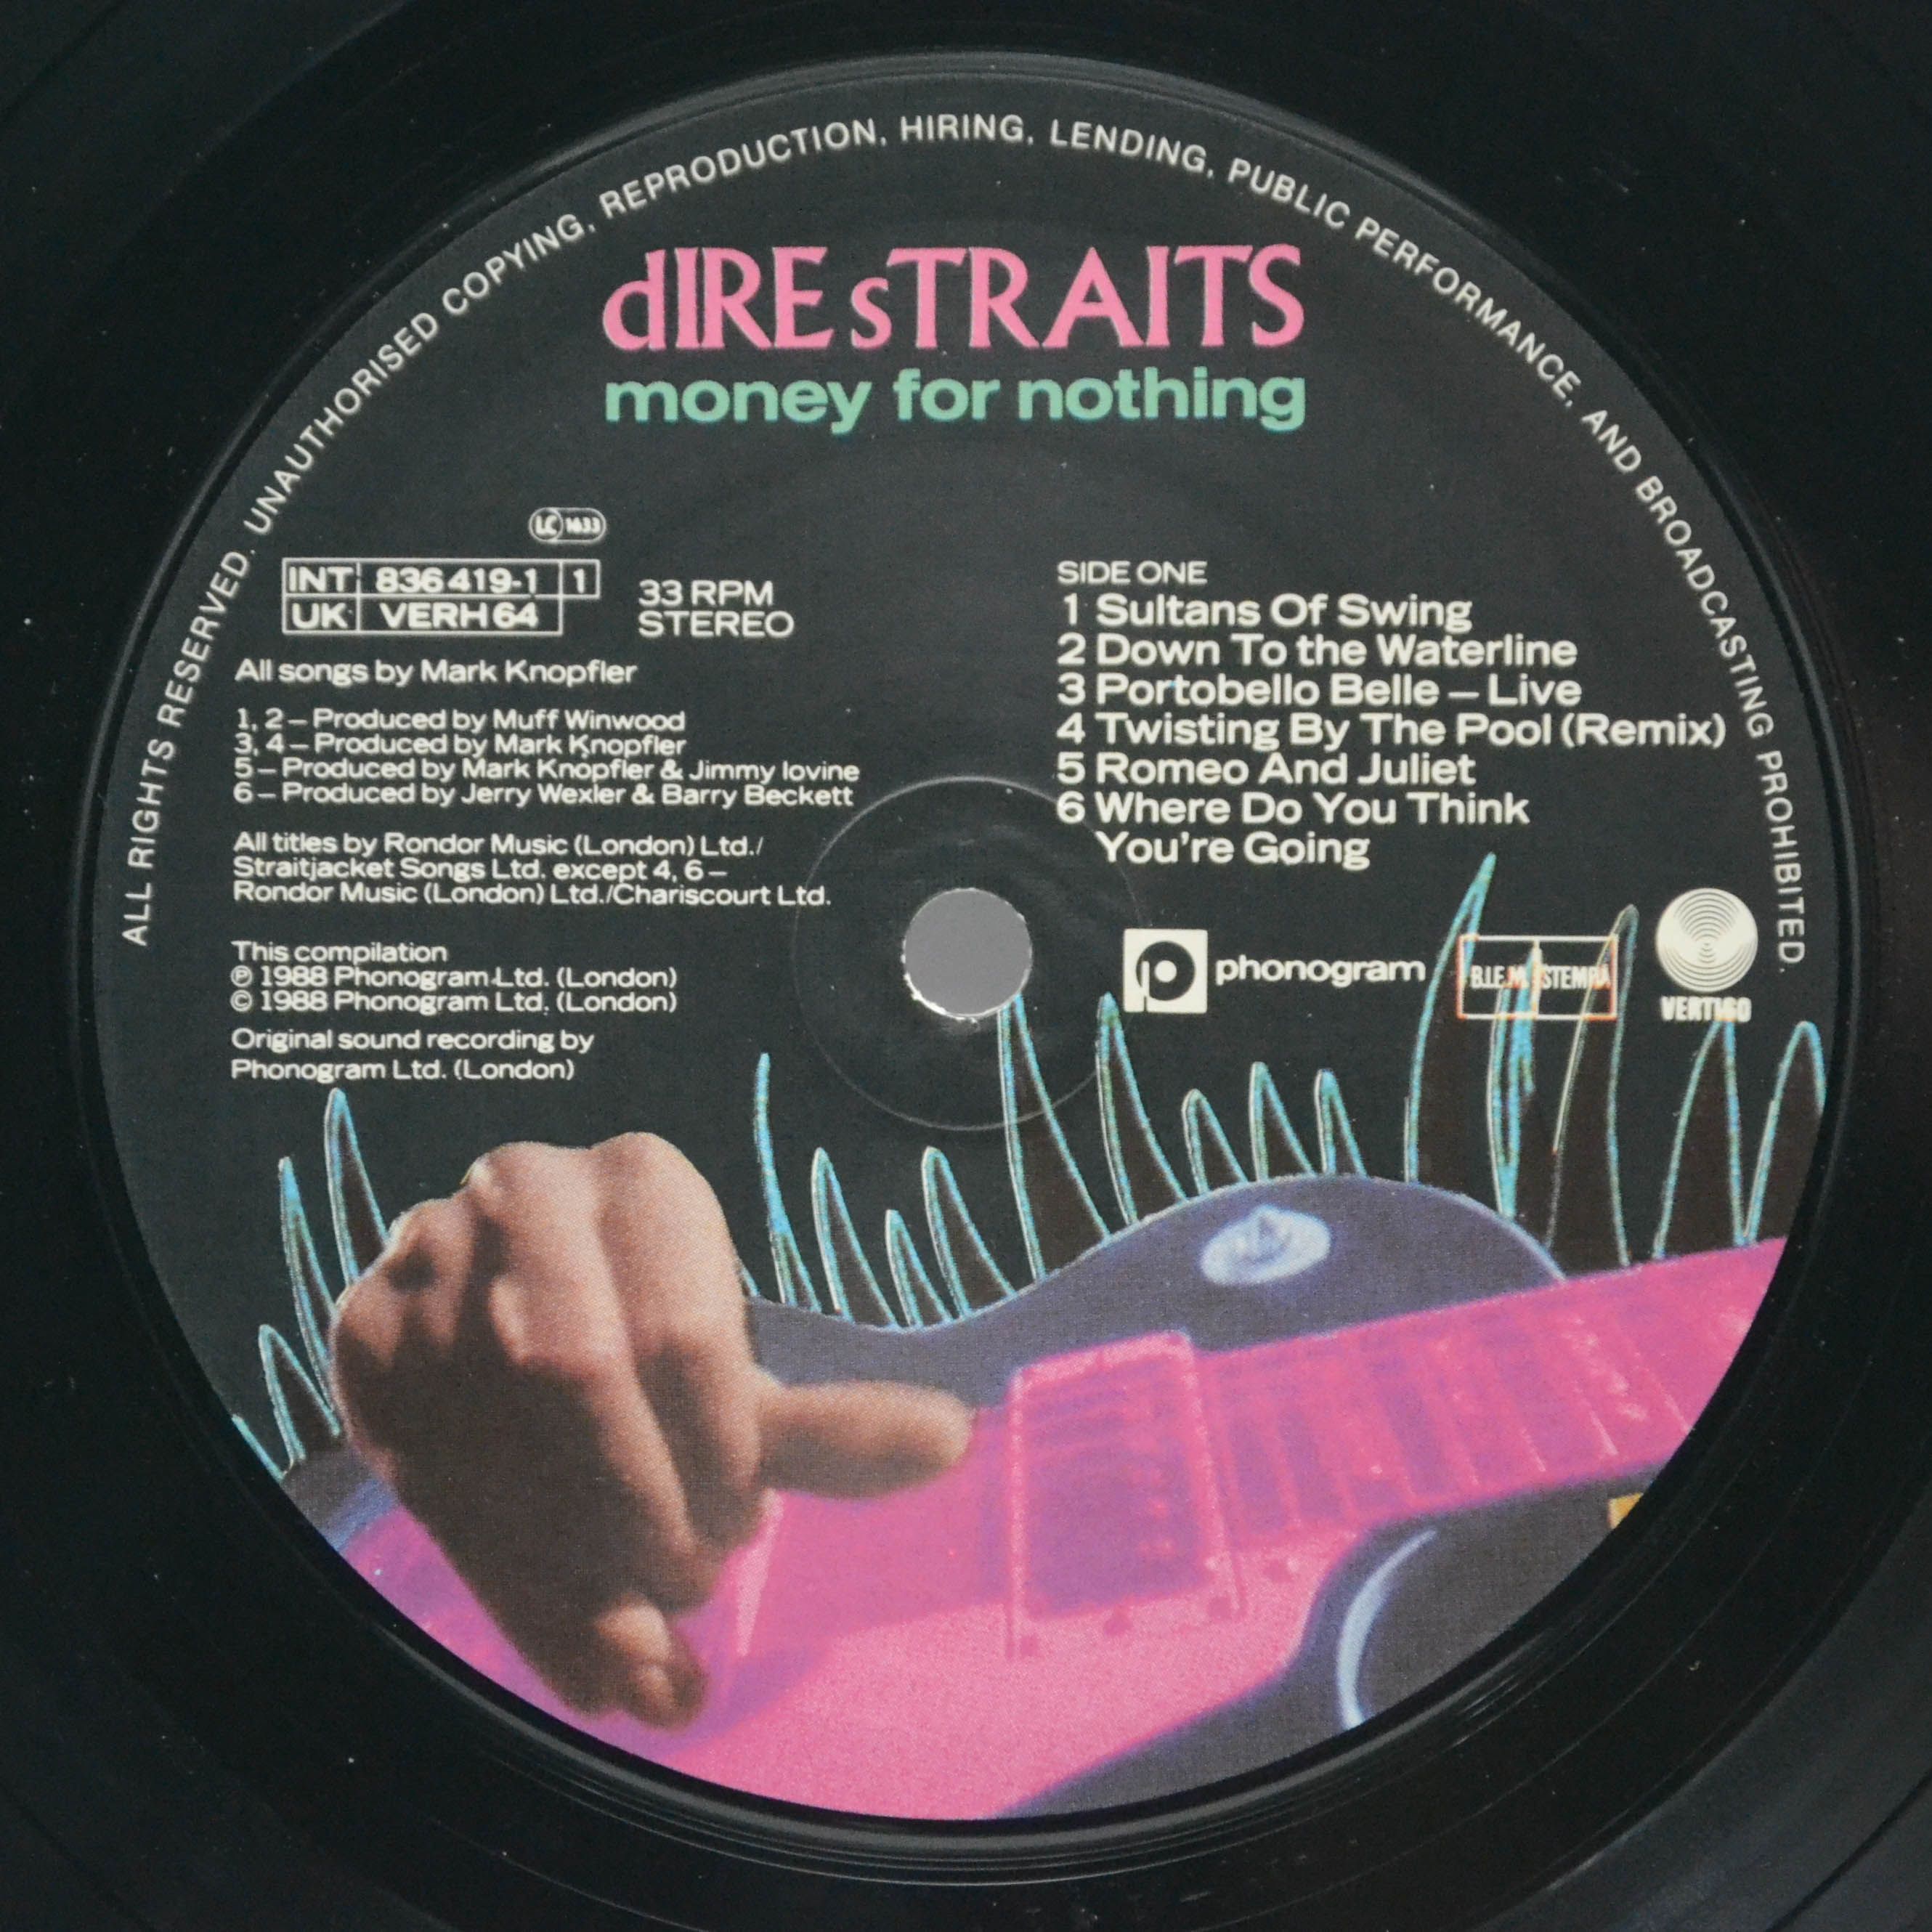 ALL RIGHTS RESERVED. UNAUTHORISED COPYING, REPRODUCTION, HIRING, LENDING, PUBLIC PERFORMANCE, AND BROADCASTING PROHIBITED.
dIRE sTRAITS
money for nothing
LC 1633
INT 836 419-1 1
UK VERH 64
33 RPM
STEREO
All songs by Mark Knopfler
1, 2 – Produced by Muff Winwood
3, 4 – Produced by Mark Knopfler
5 – Produced by Mark Knopfler & Jimmy Iovine
6 – Produced by Jerry Wexler & Barry Beckett
All titles by Rondor Music (London) Ltd./
Straitjacket Songs Ltd. except 4, 6 –
Rondor Music (London) Ltd./Chariscourt Ltd.
This compilation
℗ 1988 Phonogram Ltd. (London)
© 1988 Phonogram Ltd. (London)
Original sound recording by
Phonogram Ltd. (London)
SIDE ONE
1 Sultans Of Swing
2 Down To the Waterline
3 Portobello Belle – Live
4 Twisting By The Pool (Remix)
5 Romeo And Juliet
6 Where Do You Think
You're Going
phonogram
B.I.E.M. STEMRA
VERTIGO